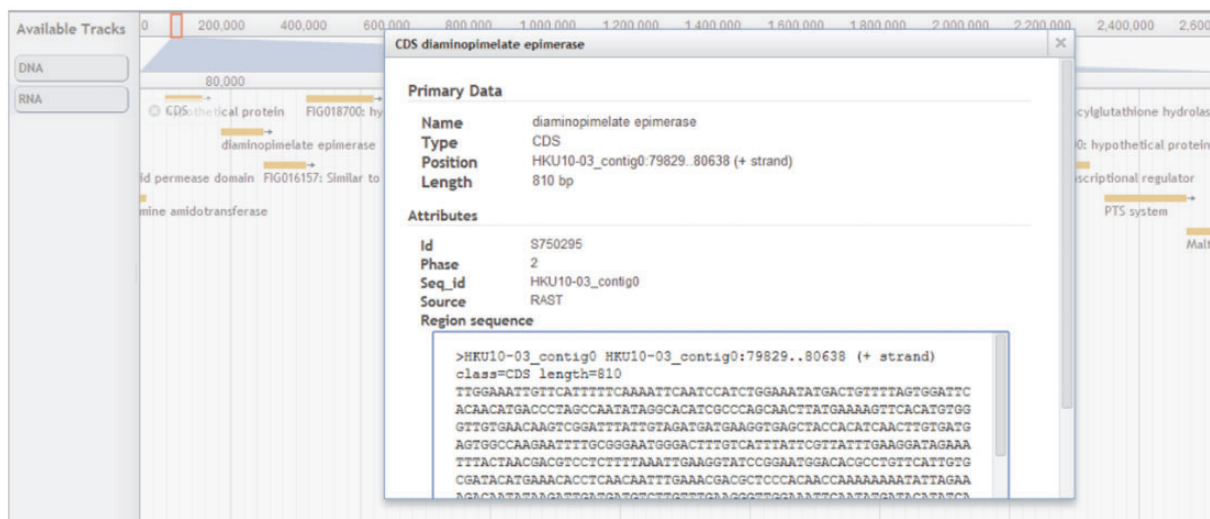 Available Tracks
DNA
RNA
0 200,000 400,000 600,000 800,000 1,000,000 1,200,000 1,400,000 1,600,000 1,800,000 2,000,000 2,200,000 2,400,000 2,600
80,000
CDS
hypothetical protein FIG018700: hy
diaminopimelate epimerase
id permease domain FIG016157: Similar to
mine amidotransferase
cylglutathione hydrolas
0: hypothetical protein
nscriptional regulator
PTS system
Malt
CDS diaminopimelate epimerase
Primary Data
Name diaminopimelate epimerase
Type CDS
Position HKU10-03_contig0:79829..80638 (+ strand)
Length 810 bp
Attributes
Id S750295
Phase 2
Seq_id HKU10-03_contig0
Source RAST
Region sequence
>HKU10-03_contig0 HKU10-03_contig0:79829..80638 (+ strand)
class=CDS length=810
TTGGAAATTGTTCATTTTTCAAAATTCAATCCATCTGGAAATATGACTGTTTTAGTGGATTC
ACAACATGACCCTAGCCAATATAGGCACATCGCCCAGCAACTTATGAAAAGTTCACATGTGG
GTTGTGAACAAGTCGGATTTATTGTAGATGATGAAGGTGAGCTACCACATCAACTTGTGATG
AGTGGCCAAGAATTTTGCGGGAATGGGACTTTGTCATTTATTCGTTATTTGAAGGATAGAAA
TTTACTAACGACGTCCTCTTTTAAATTGAAGGTATCCGGAATGGACACGCCTGTTCATTGTG
CGATACATGAAACACCTCAACAATTTGAAACGACGCTCCCACAACCAAAAAAAATATTAGAA